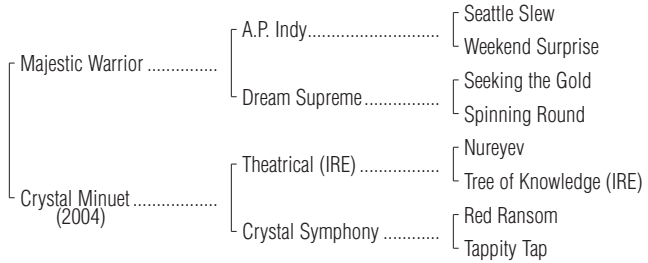 Seattle Slew
A.P. Indy...........................
Weekend Surprise
Majestic Warrior ...............
Seeking the Gold
Dream Supreme................
Spinning Round
Nureyev
Theatrical (IRE) .................
Tree of Knowledge (IRE)
Crystal Minuet .................
(2004)
Red Ransom
Crystal Symphony ............
Tappity Tap